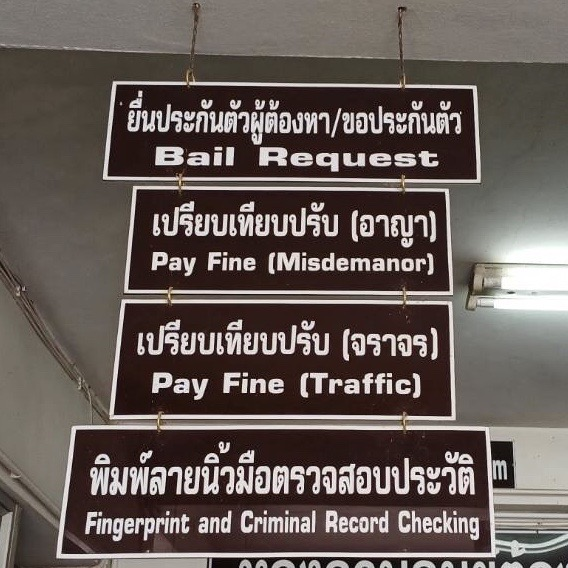 ยื่นประกันตัวผู้ต้องหา/ขอประกันตัว
Bail Request
เปรียบเทียบปรับ (อาญา)
Pay Fine (Misdemanor)
เปรียบเทียบปรับ (จราจร)
Pay Fine (Traffic)
พิมพ์ลายนิ้วมือตรวจสอบประวัติ
Fingerprint and Criminal Record Checking